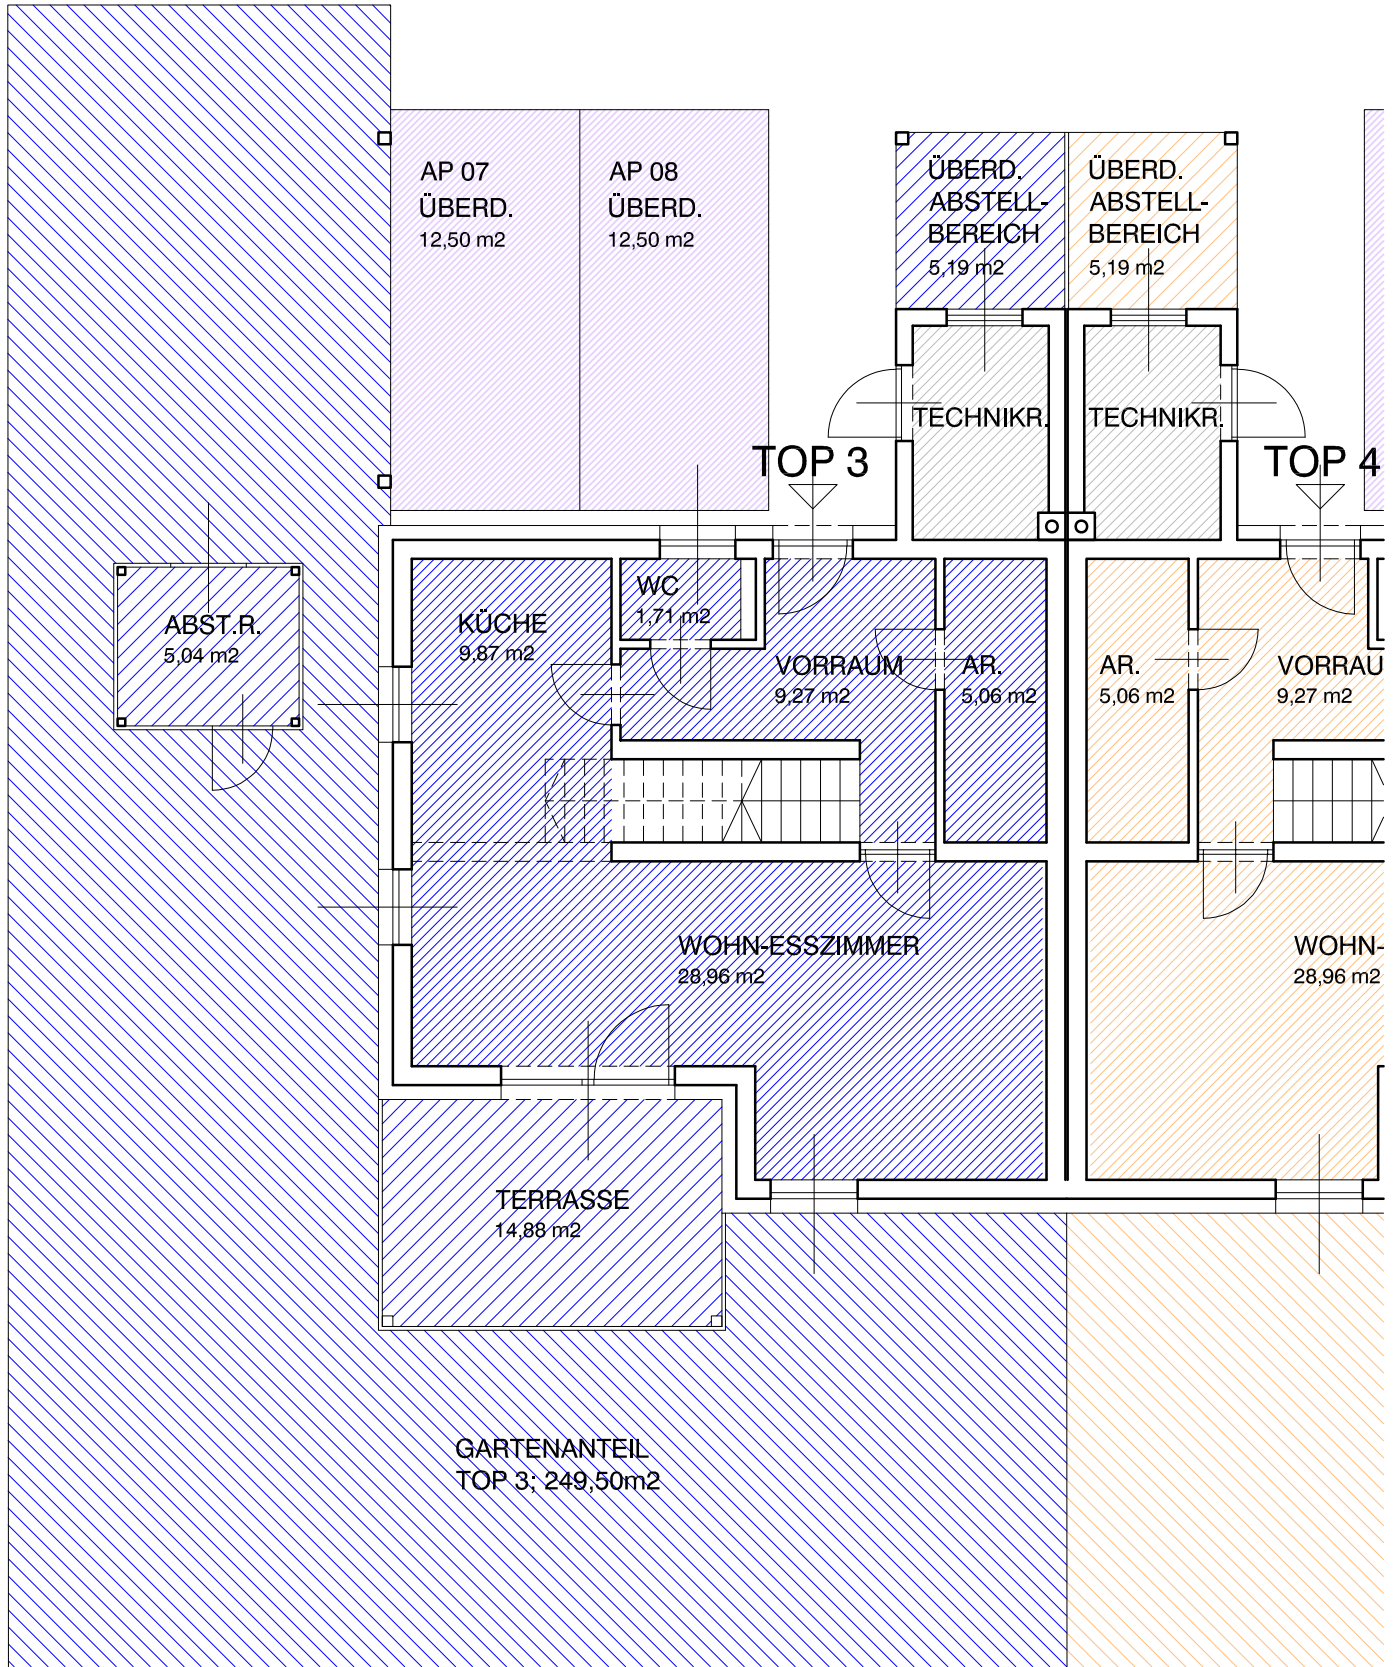 AP 07
ÜBERD.
12,50 m2
AP 08
ÜBERD.
12,50 m2
ÜBERD.
ABSTELL-
BEREICH
5,19 m2
ÜBERD.
ABSTELL-
BEREICH
5,19 m2
TECHNIKR.
TECHNIKR.
TOP 3
TOP 4
ABST.R.
5,04 m2
KÜCHE
9,87 m2
WC
1,71 m2
VORRAUM
9,27 m2
AR.
5,06 m2
AR.
5,06 m2
VORRAU
9,27 m2
WOHN-ESSZIMMER
28,96 m2
WOHN-
28,96 m2
TERRASSE
14,88 m2
GARTENANTEIL
TOP 3; 249,50m2